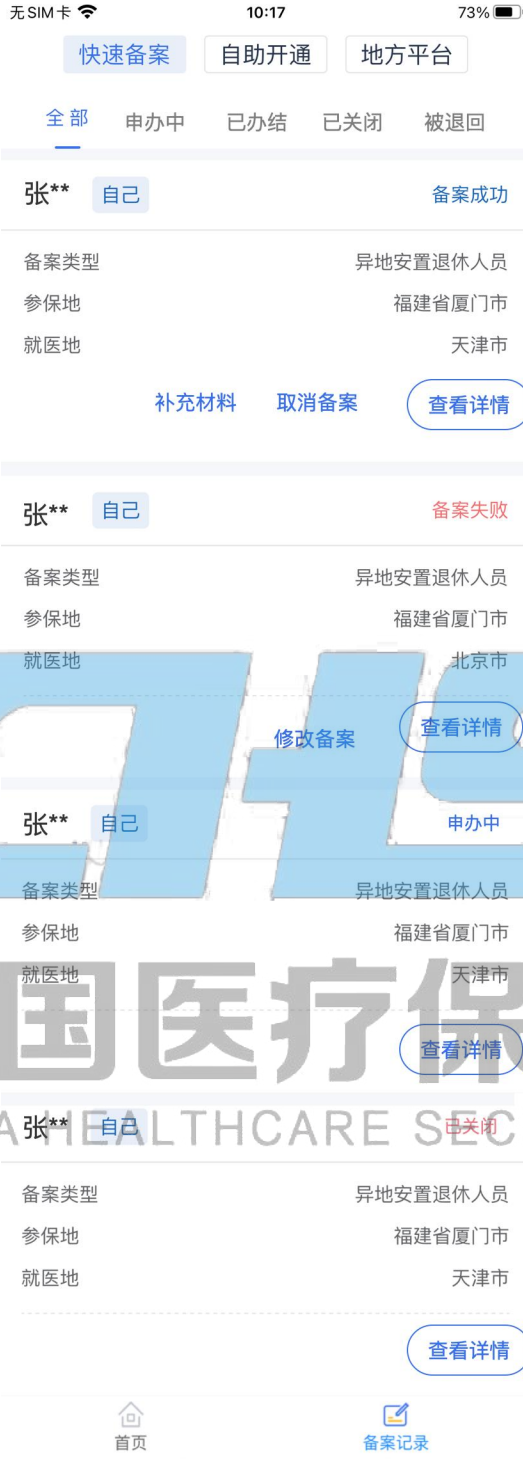 无SIM卡 10:17 73%
快速备案 自助开通 地方平台
全部 申办中 已办结 已关闭 被退回
张** 自己 备案成功
备案类型 异地安置退休人员
参保地 福建省厦门市
就医地 天津市
补充材料 取消备案 查看详情
张** 自己 备案失败
备案类型 异地安置退休人员
参保地 福建省厦门市
就医地 北京市
修改备案 查看详情
张** 自己 申办中
备案类型 异地安置退休人员
参保地 福建省厦门市
就医地 天津市
国医疗保
查看详情
A HEALTHCARE SEC
张** 自己 已关闭
备案类型 异地安置退休人员
参保地 福建省厦门市
就医地 天津市
查看详情
首页 备案记录